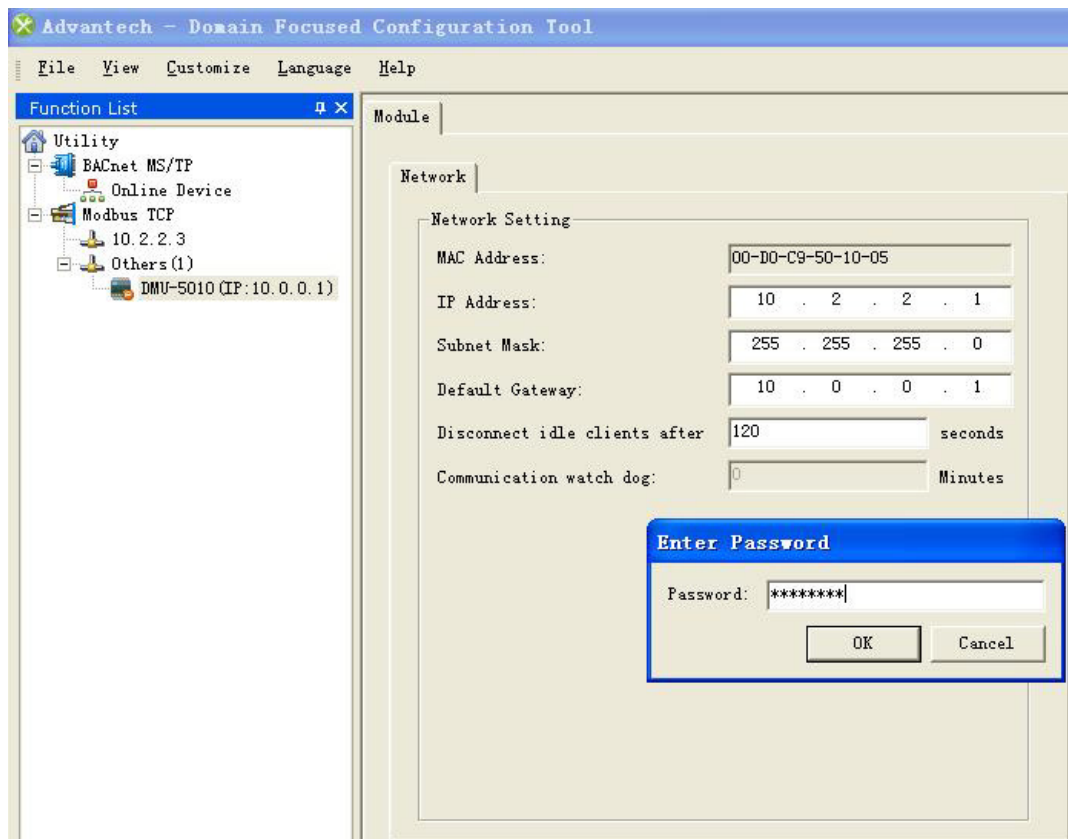 Advantech - Domain Focused Configuration Tool
File View Customize Language Help
Function List
Utility
BACnet MS/TP
Online Device
Modbus TCP
10.2.2.3
Others(1)
DMU-5010(IP:10.0.0.1)
Module
Network
Network Setting
MAC Address: 00-D0-C9-50-10-05
IP Address: 10 . 2 . 2 . 1
Subnet Mask: 255 . 255 . 255 . 0
Default Gateway: 10 . 0 . 0 . 1
Disconnect idle clients after 120 seconds
Communication watch dog: 0 Minutes
Enter Password
Password: ********
OK Cancel